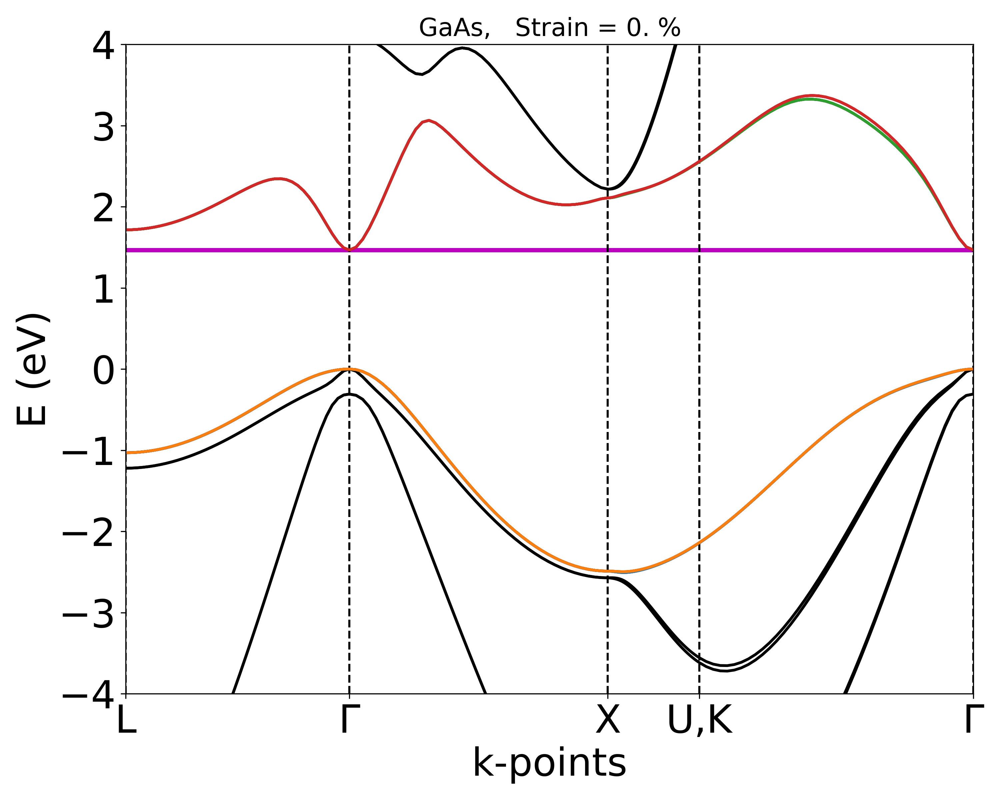 GaAs, Strain = 0. %
4
3
2
1
0
−1
−2
−3
−4
E (eV)
L Γ X U,K Γ
k-points